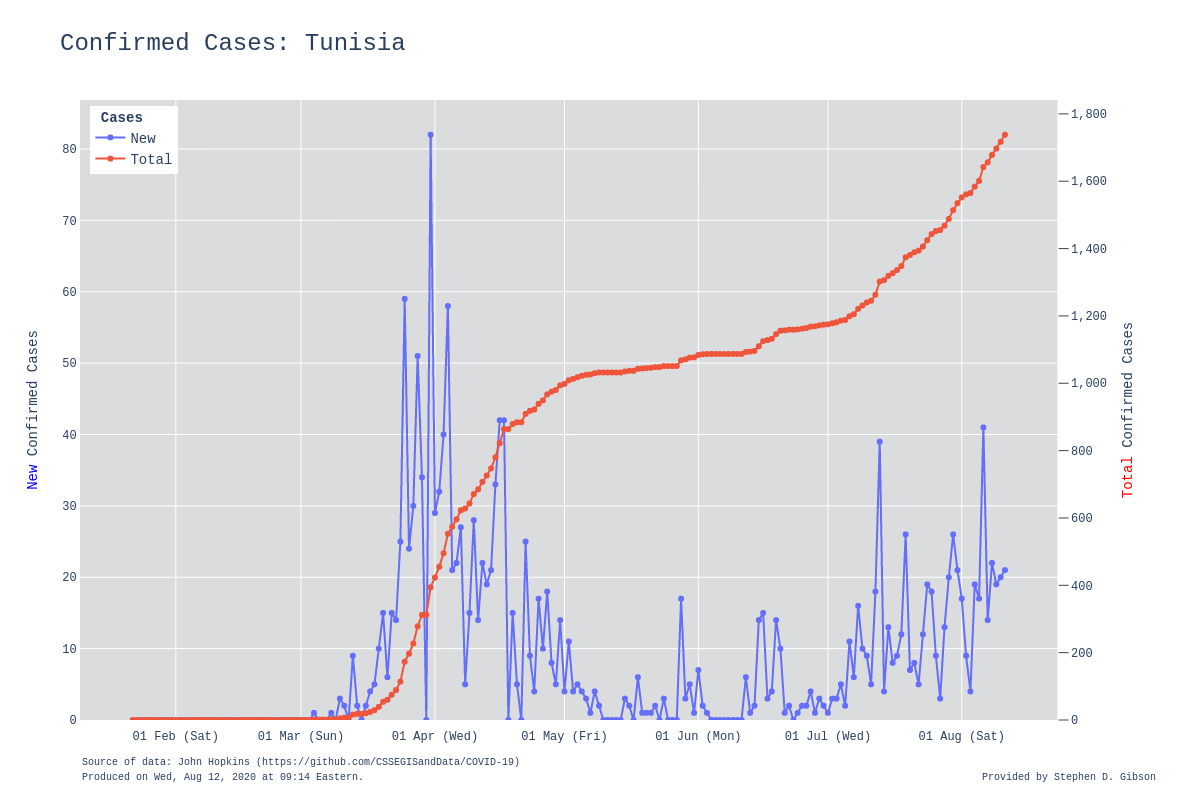 Confirmed Cases: Tunisia
Cases
New
Total
80
70
60
50
40
30
20
10
0
New Confirmed Cases
1,800
1,600
1,400
1,200
1,000
800
600
400
200
0
Total Confirmed Cases
01 Feb (Sat)
01 Mar (Sun)
01 Apr (Wed)
01 May (Fri)
01 Jun (Mon)
01 Jul (Wed)
01 Aug (Sat)
Source of data: John Hopkins (https://github.com/CSSEGISandData/COVID-19)
Produced on Wed, Aug 12, 2020 at 09:14 Eastern.
Provided by Stephen D. Gibson